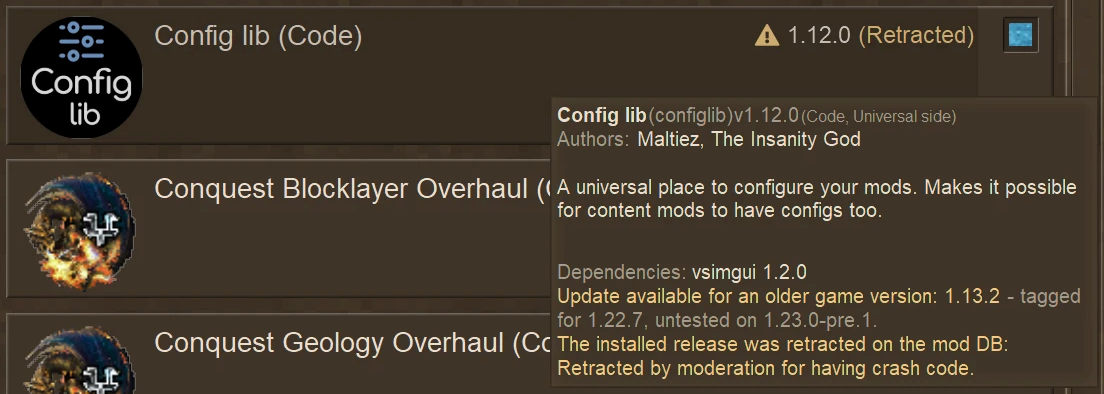 Config lib (Code)
1.12.0 (Retracted)
Config
lib
Config lib (configlib) v1.12.0 (Code, Universal side)
Authors: Maltiez, The Insanity God
A universal place to configure your mods. Makes it possible
for content mods to have configs too.
Dependencies: vsimgui 1.2.0
Update available for an older game version: 1.13.2 - tagged
for 1.22.7, untested on 1.23.0-pre.1.
The installed release was retracted on the mod DB:
Retracted by moderation for having crash code.
Conquest Blocklayer Overhaul (
Conquest Geology Overhaul (Co